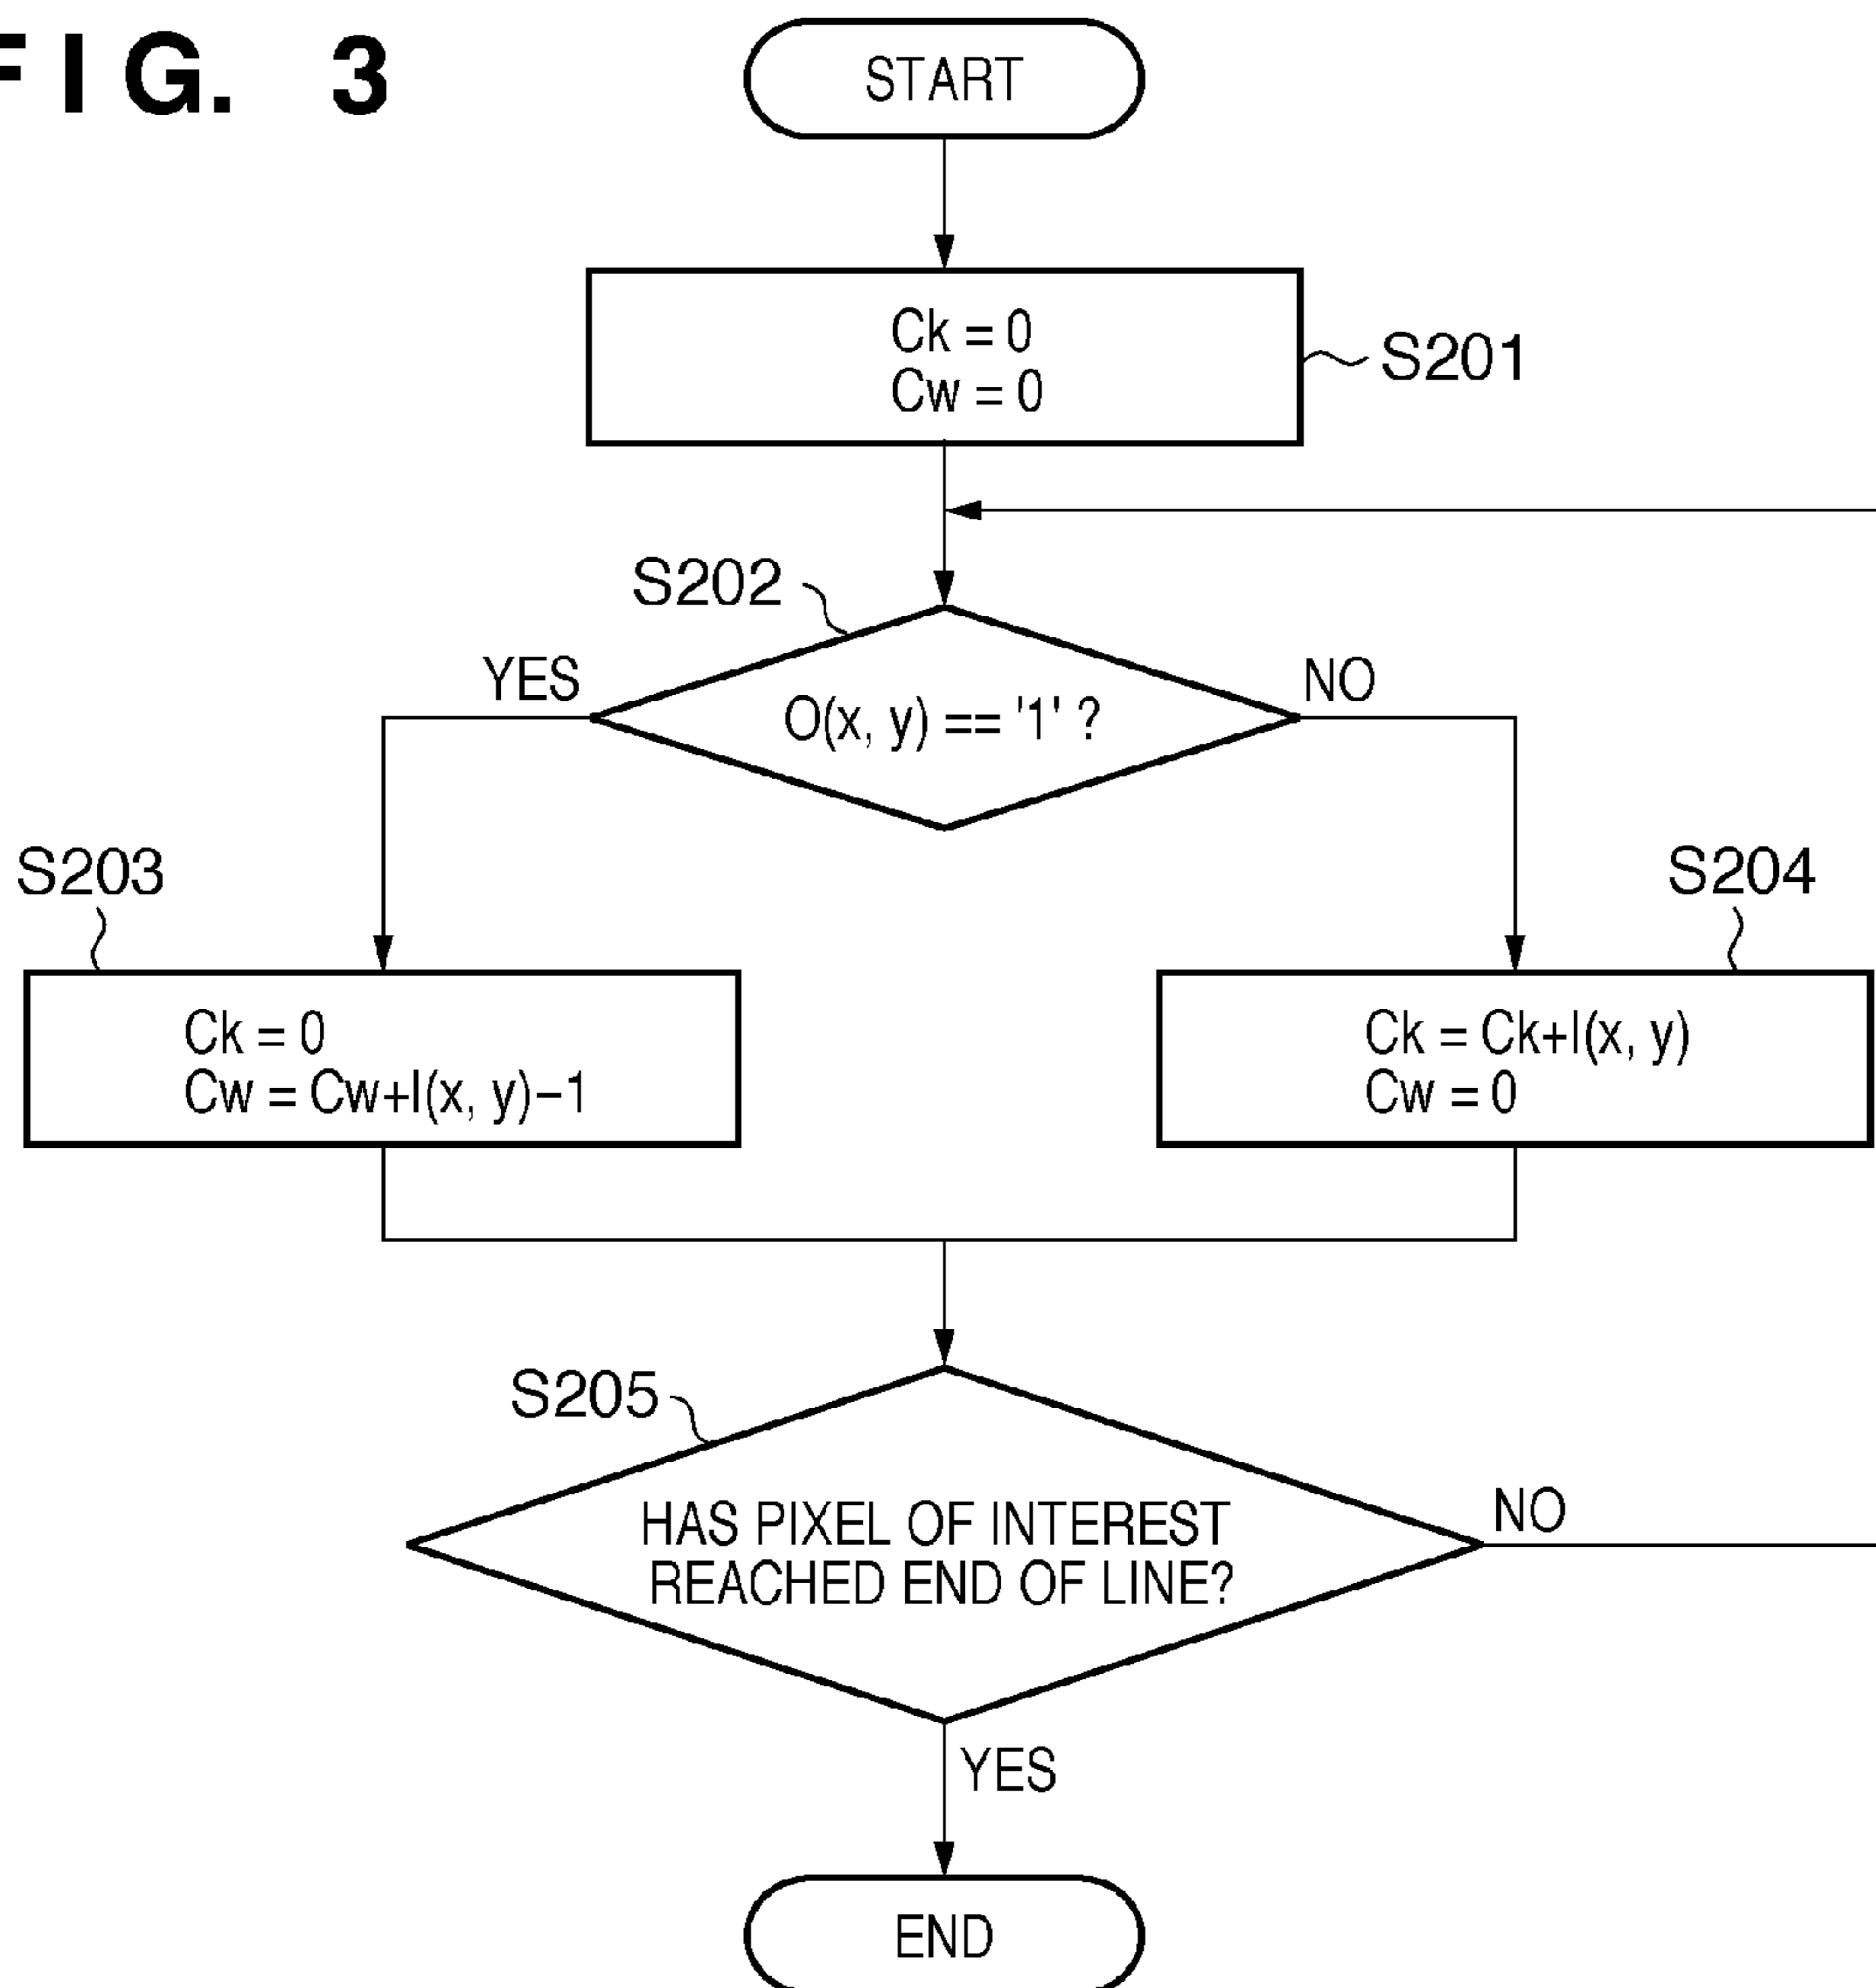 FIG. 3
START
Ck = 0
Cw = 0
S201
S202
YES
NO
O(x, y) == '1' ?
S203
S204
Ck = 0
Cw = Cw+I(x, y)−1
Ck = Ck+I(x, y)
Cw = 0
S205
HAS PIXEL OF INTEREST
REACHED END OF LINE?
NO
YES
END